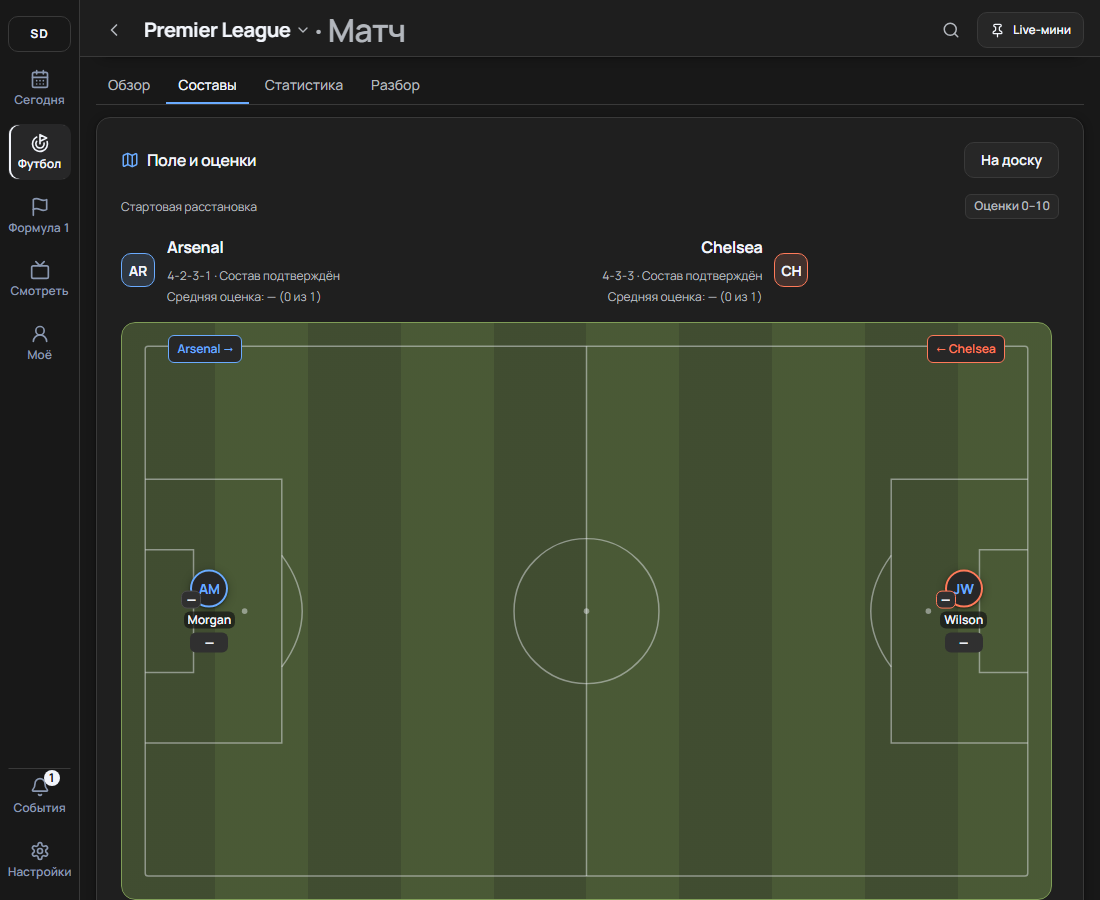 SD
Premier League · Матч
Live-мини
Сегодня
Футбол
Формула 1
Смотреть
Моё
1
События
Настройки
Обзор Составы Статистика Разбор
Поле и оценки
На доску
Стартовая расстановка
Оценки 0–10
AR
Arsenal
4-2-3-1 · Состав подтверждён
Средняя оценка: — (0 из 1)
Chelsea
4-3-3 · Состав подтверждён
Средняя оценка: — (0 из 1)
CH
Arsenal →
← Chelsea
AM
—
Morgan
—
JW
—
Wilson
—